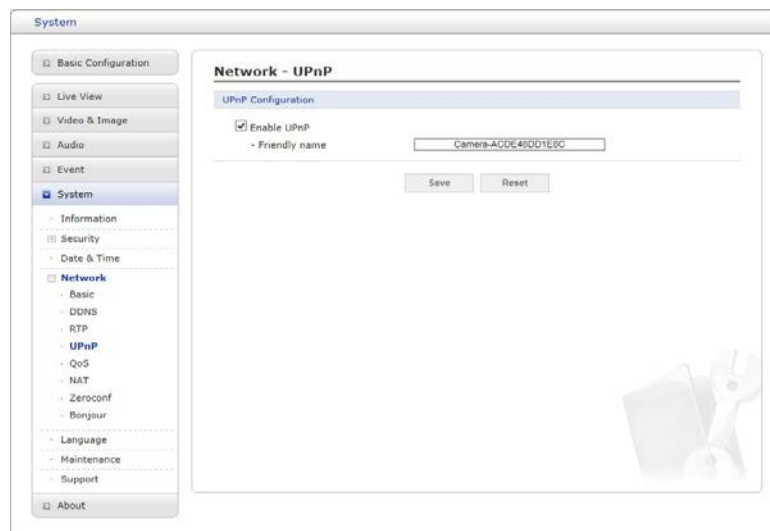 System
Basic Configuration
Live View
Video & Image
Audio
Event
System
Information
Security
Date & Time
Network
Basic
DDNS
RTP
UPnP
QoS
NAT
Zeroconf
Bonjour
Language
Maintenance
Support
About
Network - UPnP
UPnP Configuration
Enable UPnP
- Friendly name
Camera-ACDE48DD1E8C
Save Reset